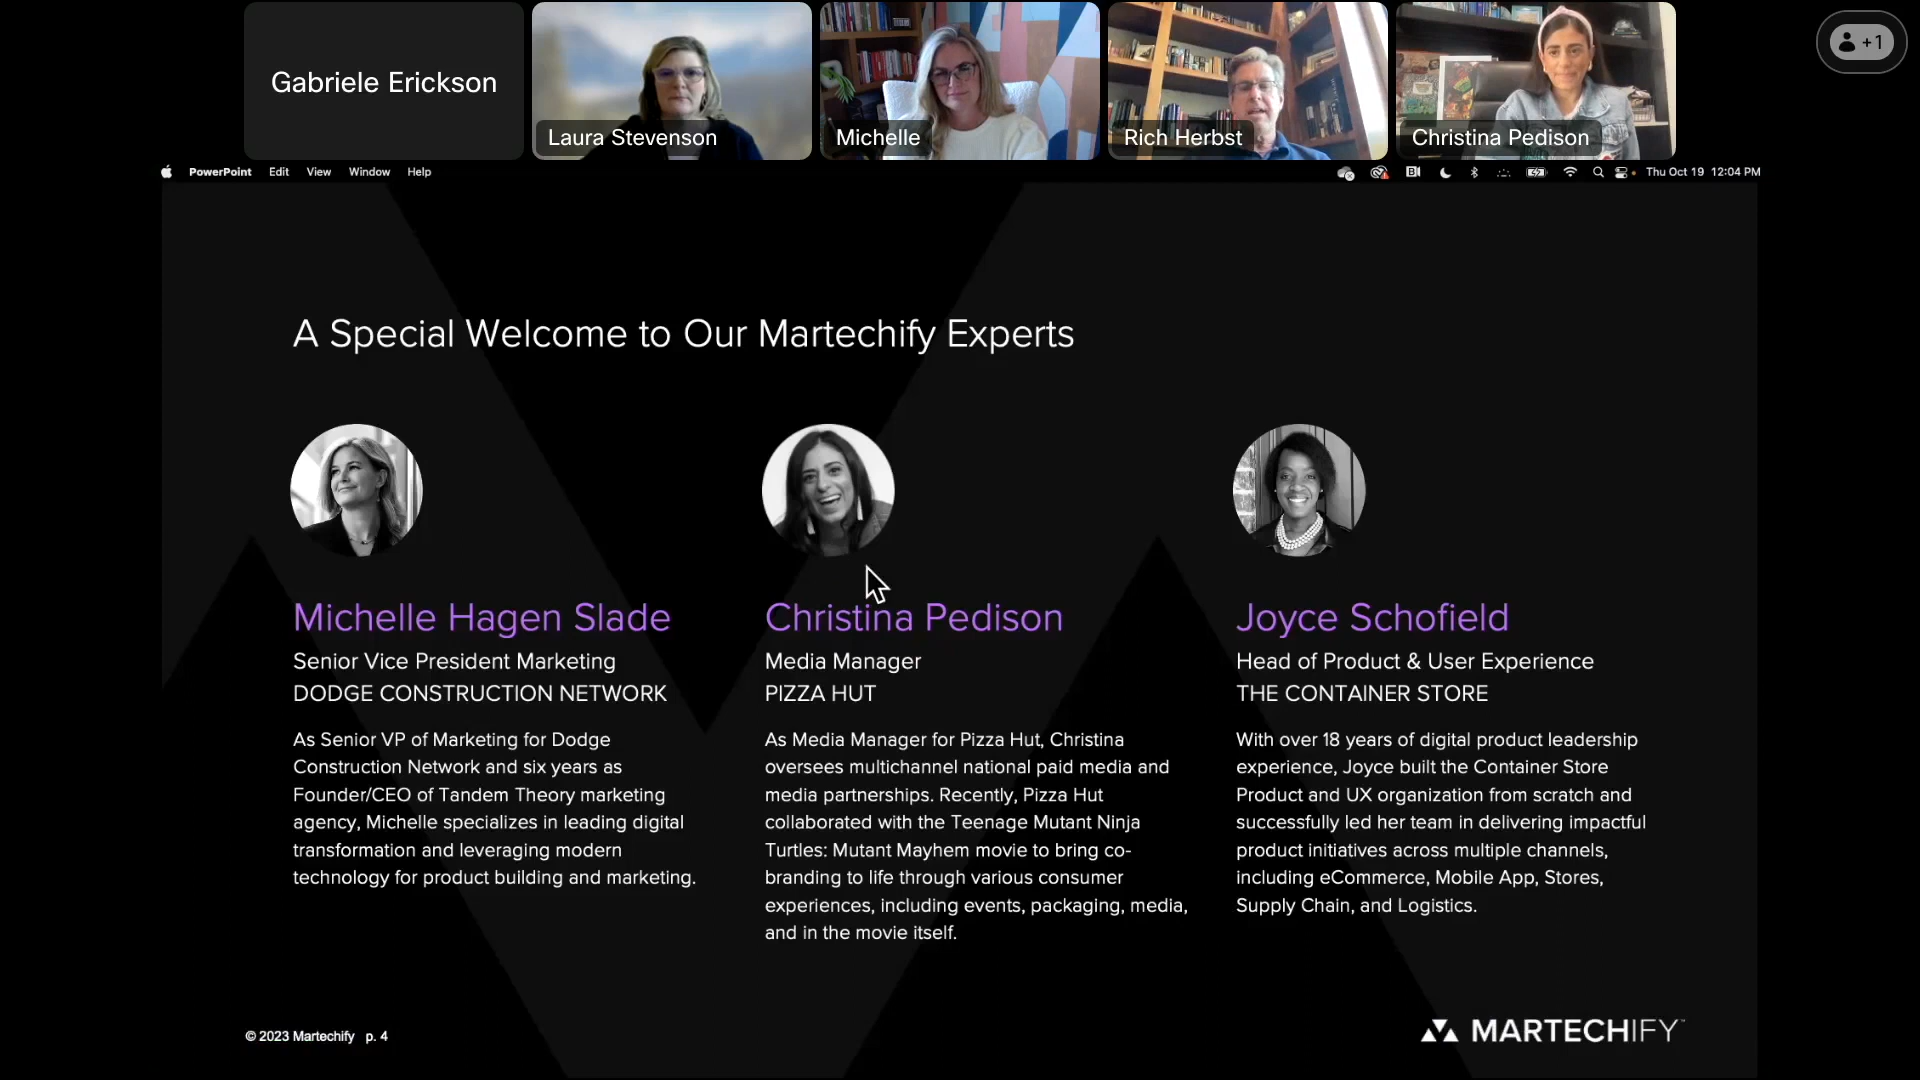 Gabriele Erickson
Laura Stevenson
Michelle
Rich Herbst
Christina Pedison
+1
PowerPoint Edit View Window Help
Thu Oct 19 12:04 PM
A Special Welcome to Our Martechify Experts
Michelle Hagen Slade
Senior Vice President Marketing
DODGE CONSTRUCTION NETWORK
As Senior VP of Marketing for Dodge
Construction Network and six years as
Founder/CEO of Tandem Theory marketing
agency, Michelle specializes in leading digital
transformation and leveraging modern
technology for product building and marketing.
Christina Pedison
Media Manager
PIZZA HUT
As Media Manager for Pizza Hut, Christina
oversees multichannel national paid media and
media partnerships. Recently, Pizza Hut
collaborated with the Teenage Mutant Ninja
Turtles: Mutant Mayhem movie to bring co-
branding to life through various consumer
experiences, including events, packaging, media,
and in the movie itself.
Joyce Schofield
Head of Product & User Experience
THE CONTAINER STORE
With over 18 years of digital product leadership
experience, Joyce built the Container Store
Product and UX organization from scratch and
successfully led her team in delivering impactful
product initiatives across multiple channels,
including eCommerce, Mobile App, Stores,
Supply Chain, and Logistics.
© 2023 Martechify p. 4
MARTECHIFY™